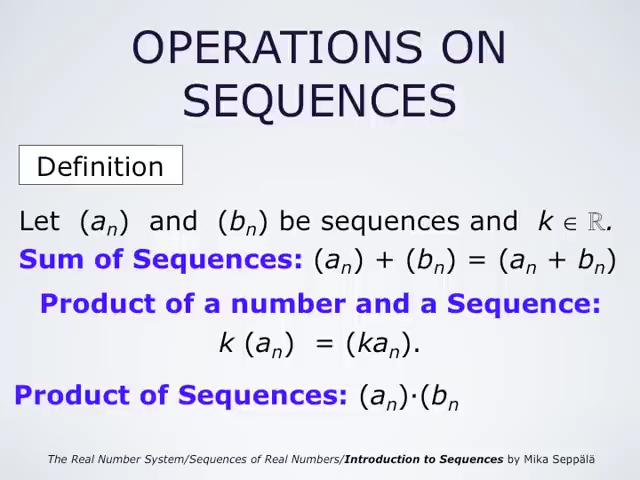 OPERATIONS ON
SEQUENCES
Definition
Let (aₙ) and (bₙ) be sequences and k ∈ ℝ.
Sum of Sequences: (aₙ) + (bₙ) = (aₙ + bₙ)
Product of a number and a Sequence:
k (aₙ) = (kaₙ).
Product of Sequences: (aₙ)·(bₙ
The Real Number System/Sequences of Real Numbers/Introduction to Sequences by Mika Seppälä